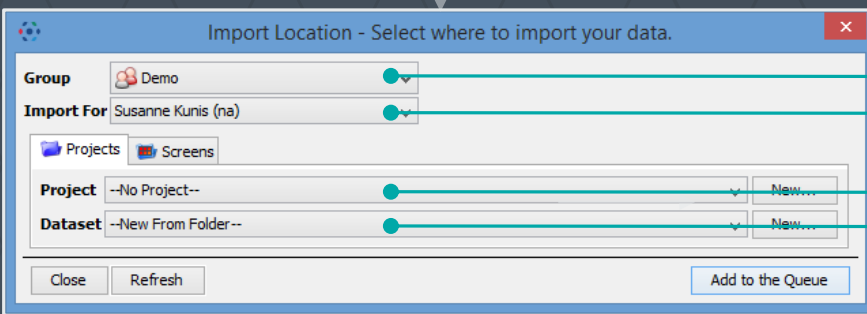 Import Location - Select where to import your data.
Group Demo
Import For Susanne Kunis (na)
Projects Screens
Project --No Project-- New...
Dataset --New From Folder-- New...
Close Refresh Add to the Queue